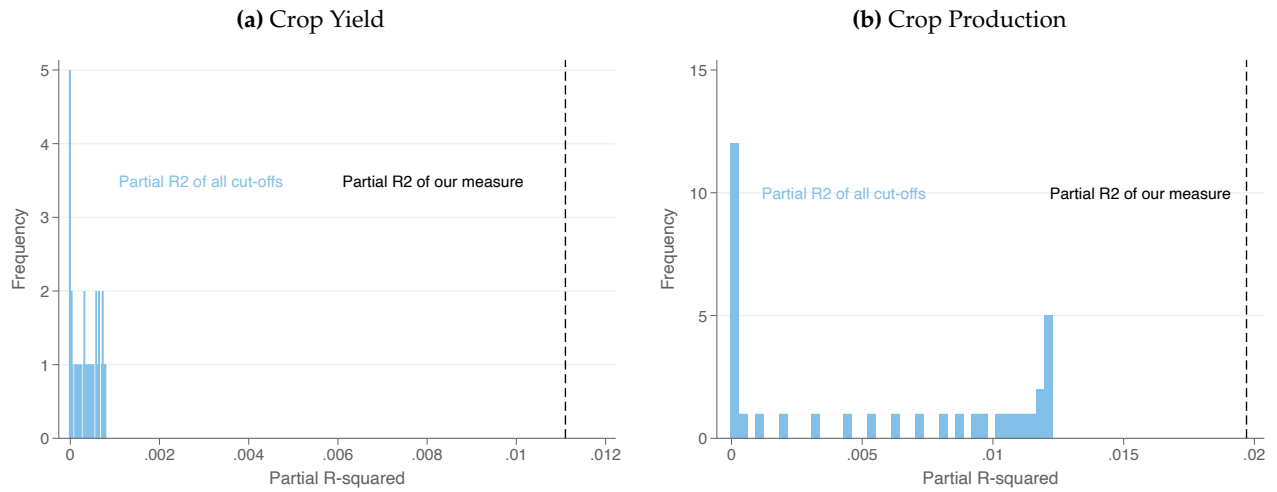 (a) Crop Yield
5
4
3
2
1
0
Frequency
Partial R2 of all cut-offs
Partial R2 of our measure
0 .002 .004 .006 .008 .01 .012
Partial R-squared
(b) Crop Production
15
10
5
0
Frequency
Partial R2 of all cut-offs
Partial R2 of our measure
0 .005 .01 .015 .02
Partial R-squared